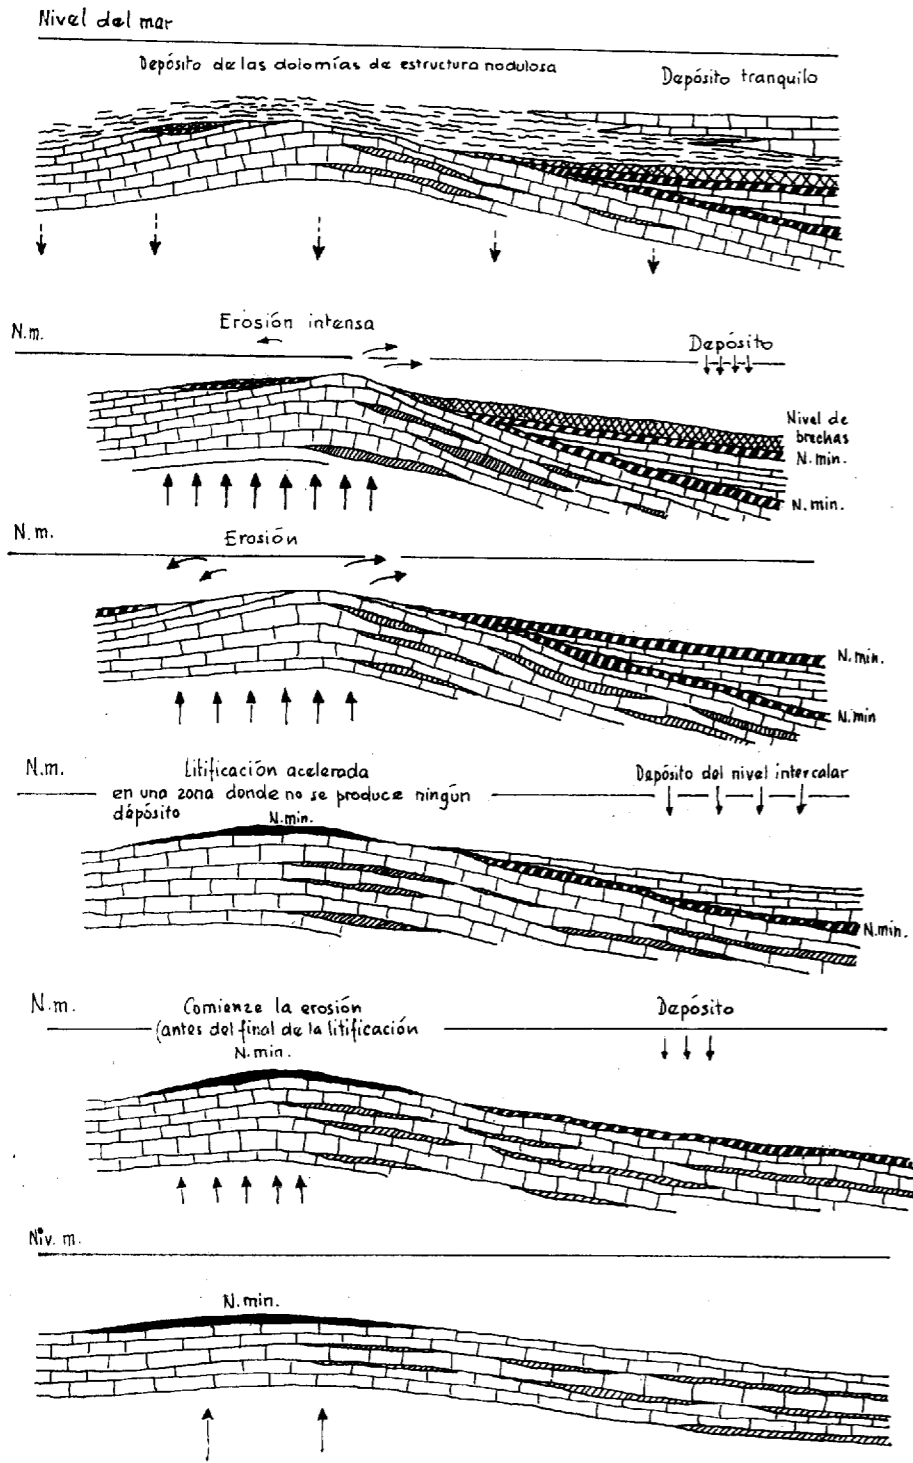 Nivel del mar
Depósito de las dolomías de estructura nodulosa
Depósito tranquilo
N.m.
Erosión intensa
Depósito
Nivel de
brechas
N. min.
N. min.
N.m.
Erosión
N. min.
N. min
N.m.
Litificación acelerada
en una zona donde no se produce ningún
depósito
N. min.
Depósito del nivel intercalar
N. min.
N.m.
Comienze la erosión
(antes del final de la litificación
N. min.
Depósito
Niv. m.
N. min.